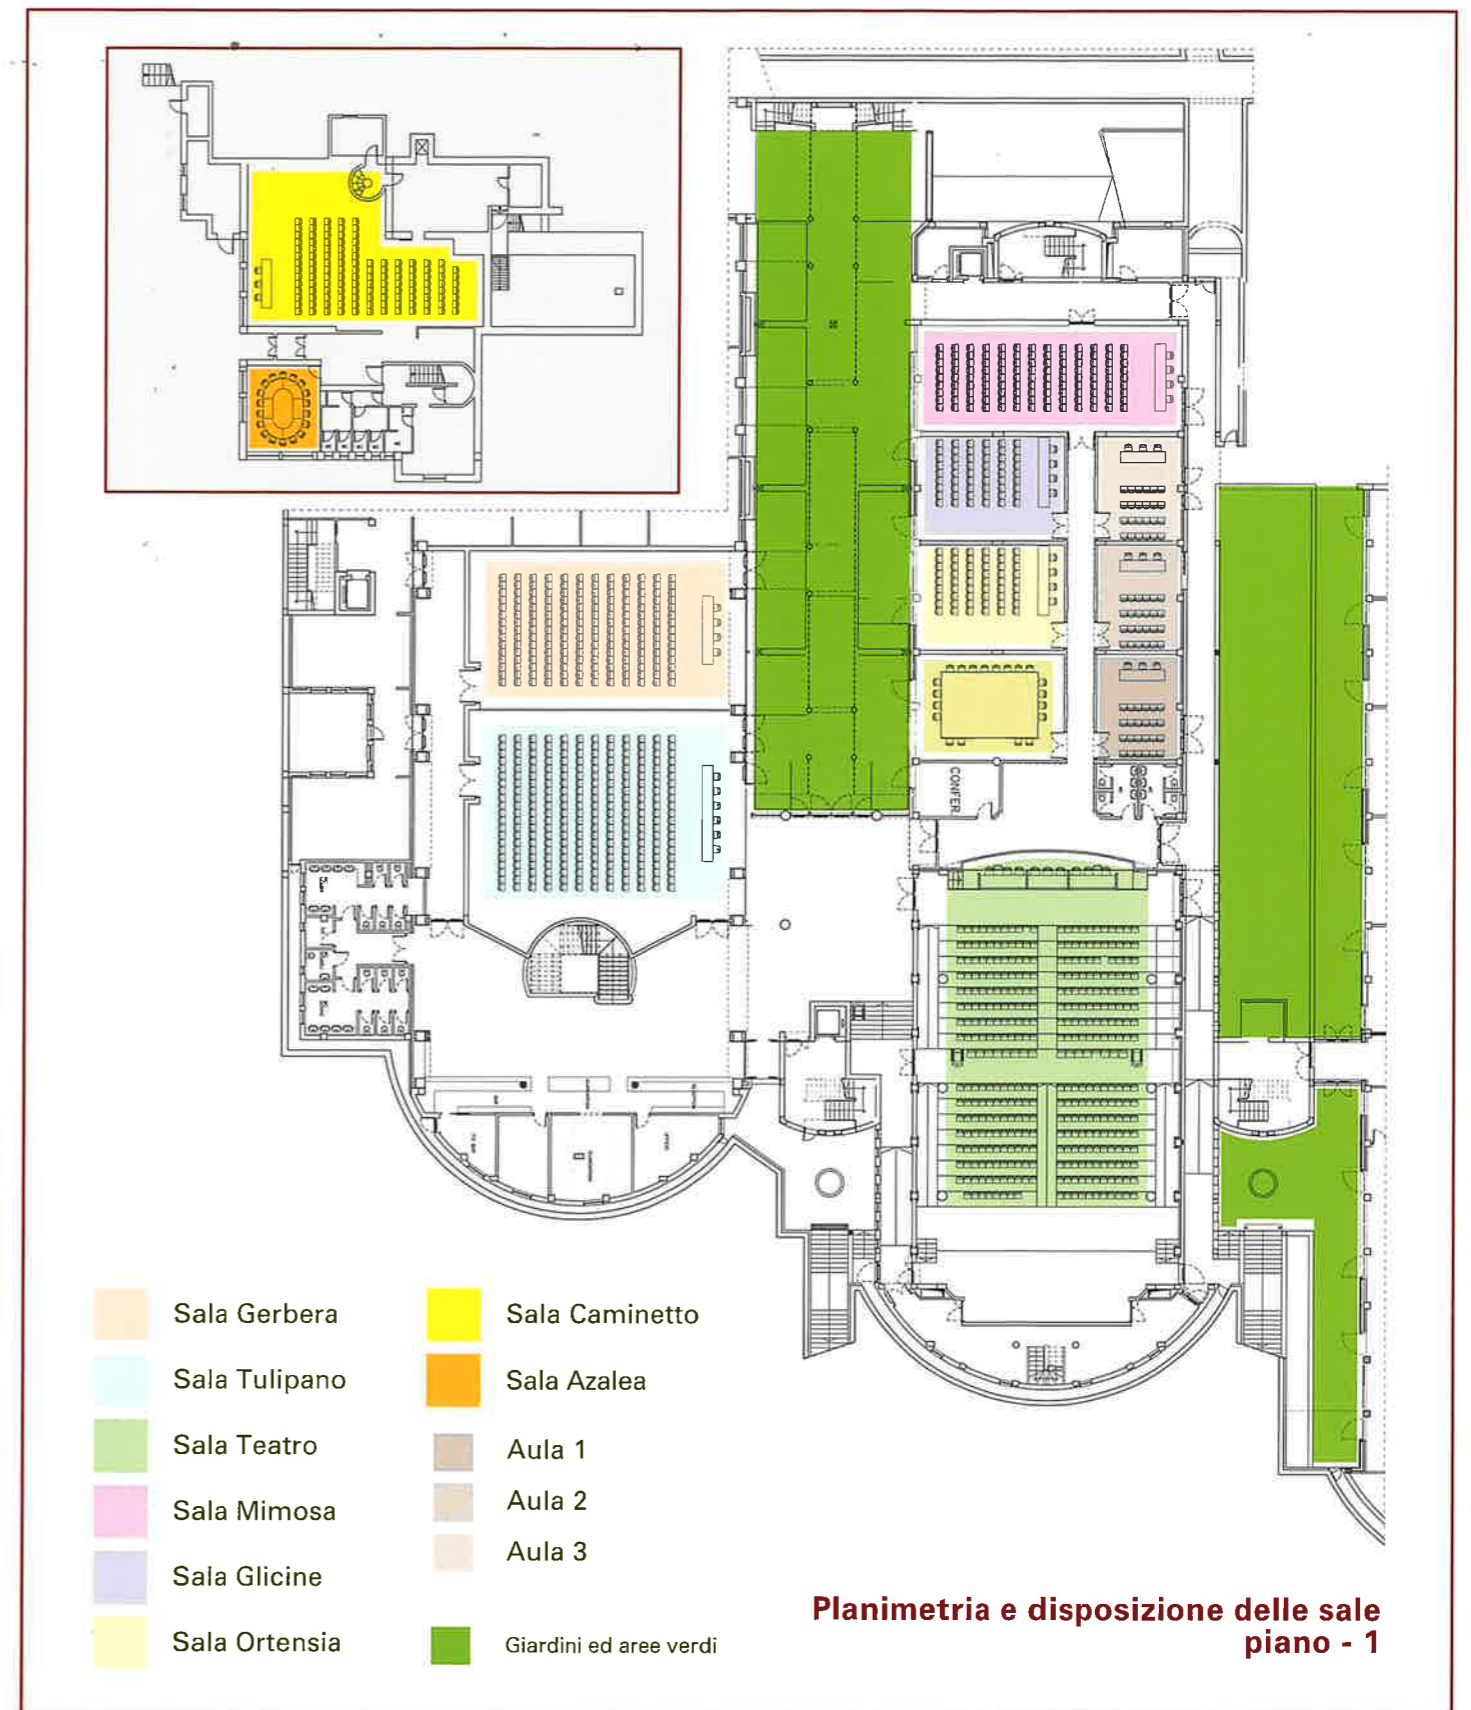 CONFER
Sala Gerbera
Sala Tulipano
Sala Teatro
Sala Mimosa
Sala Glicine
Sala Ortensia
Sala Caminetto
Sala Azalea
Aula 1
Aula 2
Aula 3
Giardini ed aree verdi
Planimetria e disposizione delle sale
piano - 1